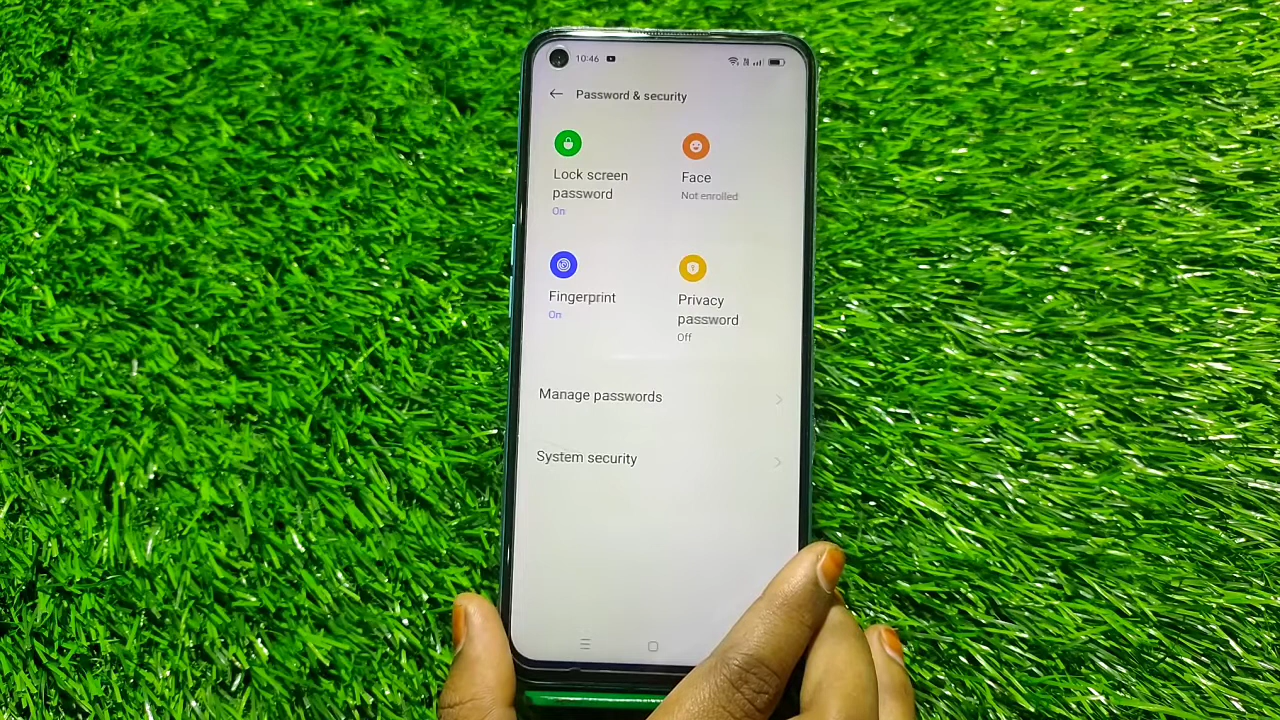 10:46
Password & security
Lock screen
password
On
Face
Not enrolled
Fingerprint
On
Privacy
password
Off
Manage passwords
System security